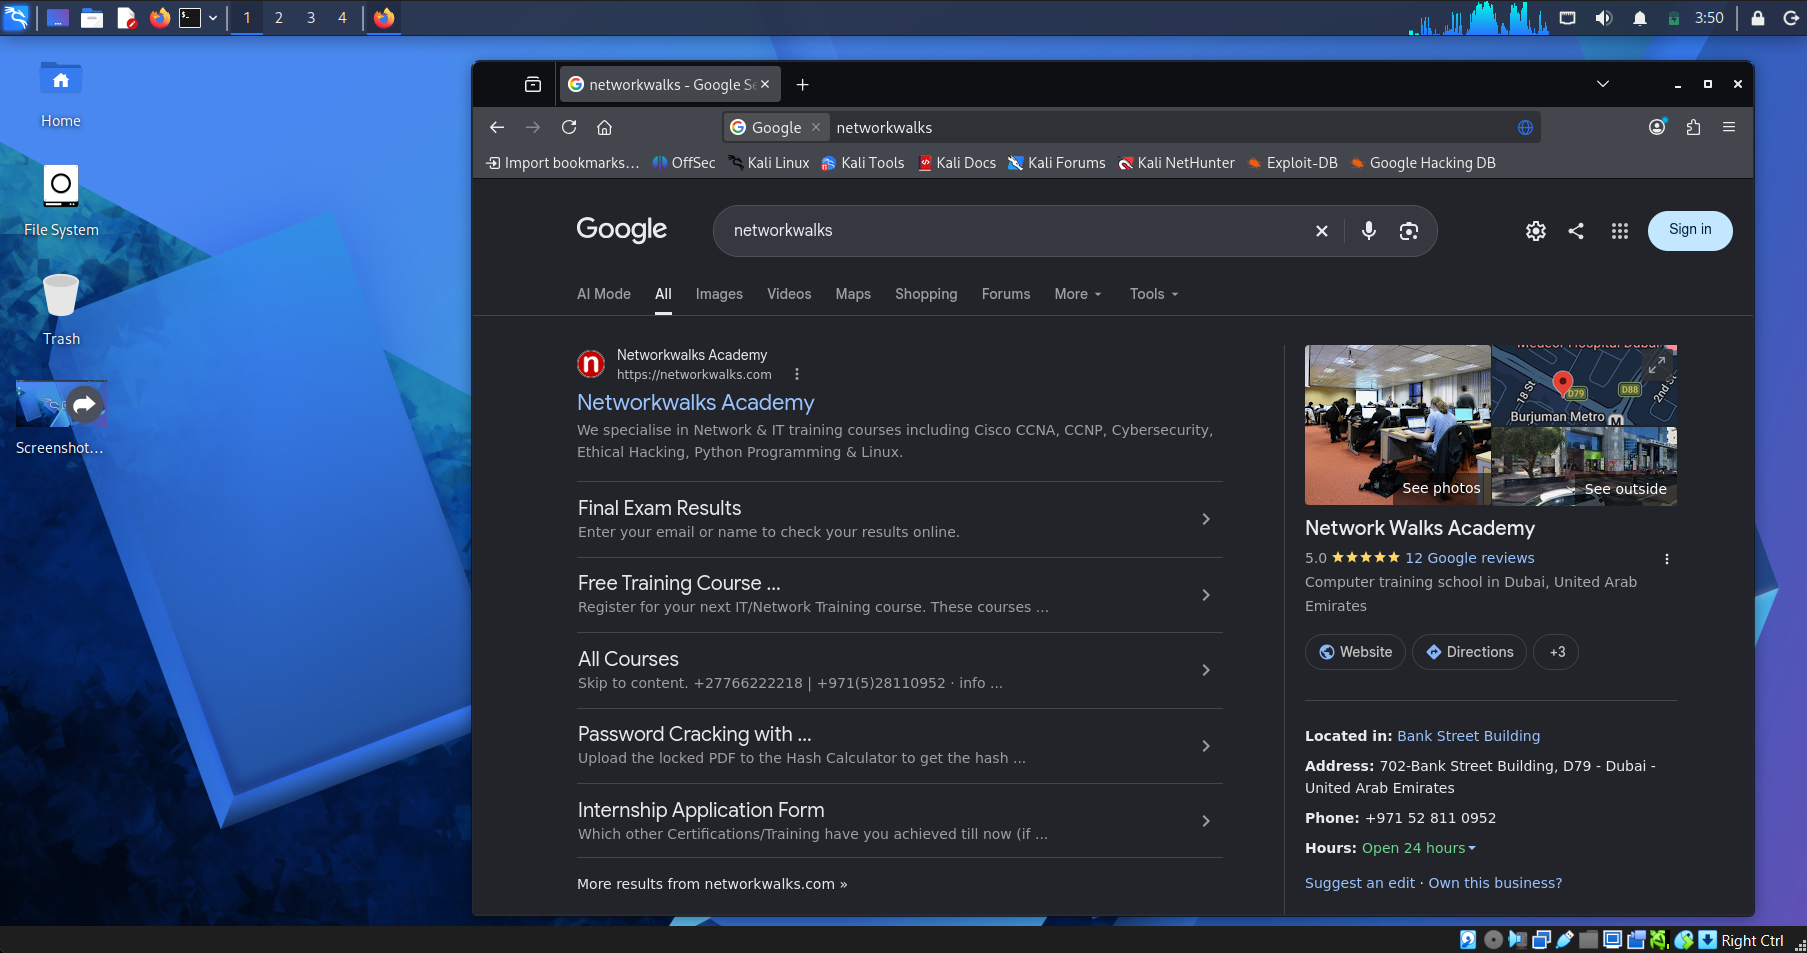 1 2 3 4
3:50
Home
File System
Trash
Screenshot...
networkwalks - Google Se
Google
networkwalks
Import bookmarks...
OffSec
Kali Linux
Kali Tools
Kali Docs
Kali Forums
Kali NetHunter
Exploit-DB
Google Hacking DB
Google
networkwalks
Sign in
AI Mode
All
Images
Videos
Maps
Shopping
Forums
More
Tools
n
Networkwalks Academy
https://networkwalks.com
Networkwalks Academy
We specialise in Network & IT training courses including Cisco CCNA, CCNP, Cybersecurity,
Ethical Hacking, Python Programming & Linux.
Final Exam Results
Enter your email or name to check your results online.
Free Training Course ...
Register for your next IT/Network Training course. These courses ...
All Courses
Skip to content. +27766222218 | +971(5)28110952 · info ...
Password Cracking with ...
Upload the locked PDF to the Hash Calculator to get the hash ...
Internship Application Form
Which other Certifications/Training have you achieved till now (if ...
More results from networkwalks.com »
See photos
Medeor Hospital Dubai
18 St
D79
D88
2nd S
Burjuman Metro
M
See outside
Network Walks Academy
5.0 ★★★★★ 12 Google reviews
Computer training school in Dubai, United Arab
Emirates
Website
Directions
+3
Located in: Bank Street Building
Address: 702-Bank Street Building, D79 - Dubai -
United Arab Emirates
Phone: +971 52 811 0952
Hours: Open 24 hours
Suggest an edit · Own this business?
Right Ctrl